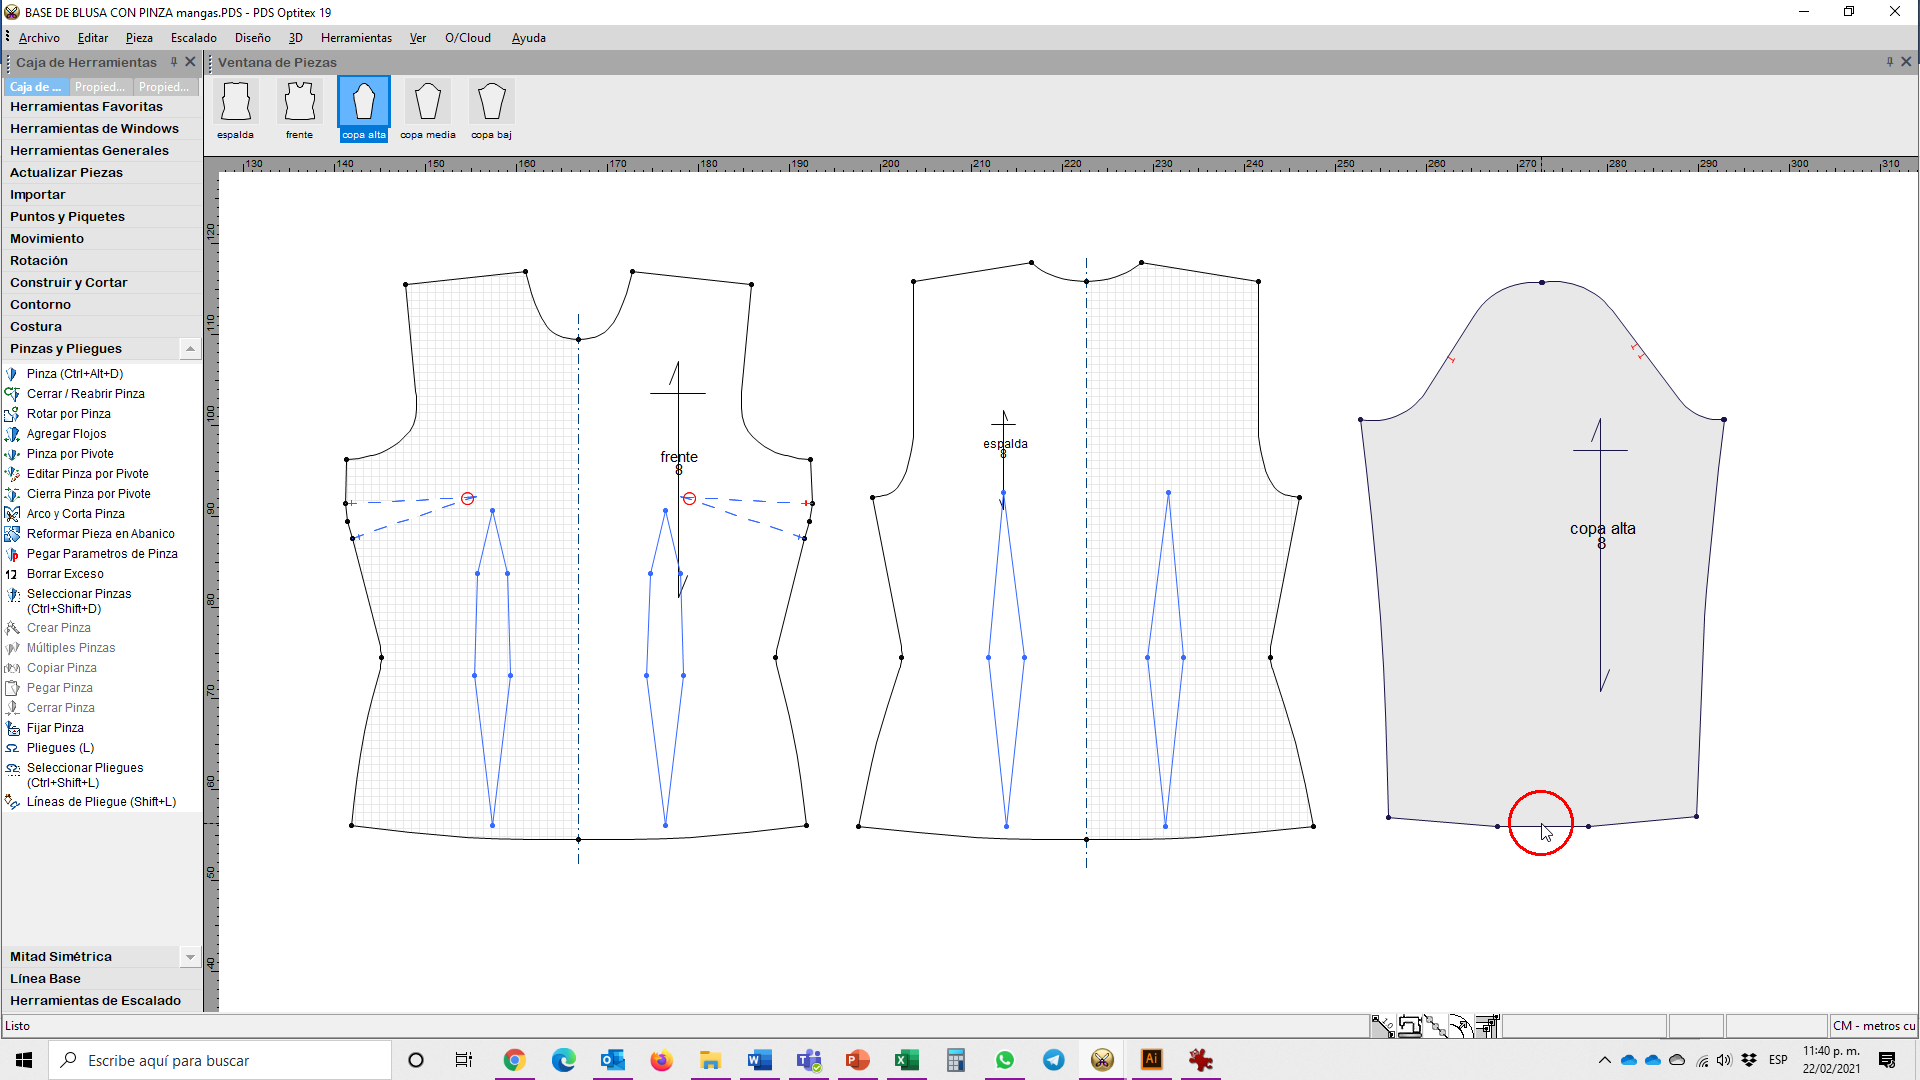 BASE DE BLUSA CON PINZA mangas.PDS - PDS Optitex 19
Archivo Editar Pieza Escalado Diseño 3D Herramientas Ver O/Cloud Ayuda
Caja de Herramientas
Ventana de Piezas
Caja de ... Propied... Propied...
Herramientas Favoritas
Herramientas de Windows
Herramientas Generales
Actualizar Piezas
Importar
Puntos y Piquetes
Movimiento
Rotación
Construir y Cortar
Contorno
Costura
Pinzas y Pliegues
Pinza (Ctrl+Alt+D)
Cerrar / Reabrir Pinza
Rotar por Pinza
Agregar Flojos
Pinza por Pivote
Editar Pinza por Pivote
Cierra Pinza por Pivote
Arco y Corta Pinza
Reformar Pieza en Abanico
Pegar Parametros de Pinza
Borrar Exceso
Seleccionar Pinzas
(Ctrl+Shift+D)
Crear Pinza
Múltiples Pinzas
Copiar Pinza
Pegar Pinza
Cerrar Pinza
Fijar Pinza
Pliegues (L)
Seleccionar Pliegues
(Ctrl+Shift+L)
Líneas de Pliegue (Shift+L)
Mitad Simétrica
Línea Base
Herramientas de Escalado
espalda frente copa alta copa media copa baj
130 140 150 160 170 180 190 200 210 220 230 240 250 260 270 280 290 300 310
120
110
100
90
80
70
60
50
40
frente
8
espalda
8
copa alta
8
Listo
CM - metros cu
Escribe aquí para buscar
ESP
11:40 p. m.
22/02/2021